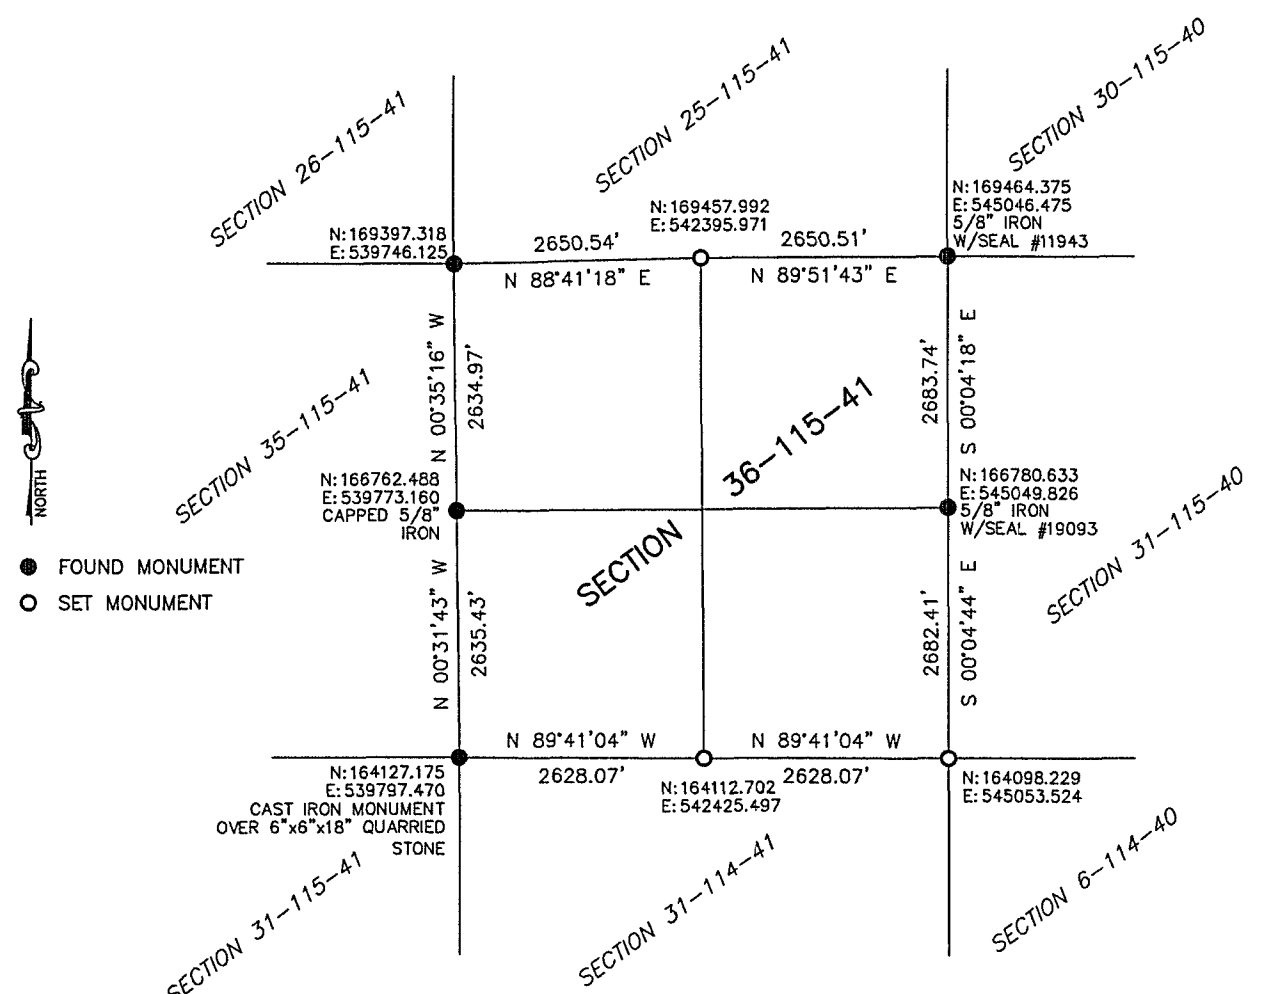 SECTION 26-115-41
SECTION 25-115-41
SECTION 30-115-40
N:169397.318
E:539746.125
N:169457.992
E:542395.971
N:169464.375
E:545046.475
5/8" IRON
W/SEAL #11943
2650.54'
N 88°41'18" E
2650.51'
N 89°51'43" E
N 00°35'16" W
2634.97'
2683.74'
S 00°04'18" E
NORTH
SECTION 35-115-41
SECTION 36-115-41
N:166762.488
E:539773.160
CAPPED 5/8"
IRON
N:166780.633
E:545049.826
5/8" IRON
W/SEAL #19093
SECTION 31-115-40
FOUND MONUMENT
SET MONUMENT
N 00°31'43" W
2635.43'
2682.41'
S 00°04'44" E
N 89°41'04" W
2628.07'
N 89°41'04" W
2628.07'
N:164127.175
E:539797.470
CAST IRON MONUMENT
OVER 6"x6"x18" QUARRIED
STONE
N:164112.702
E:542425.497
N:164098.229
E:545053.524
SECTION 31-115-41
SECTION 31-114-41
SECTION 6-114-40